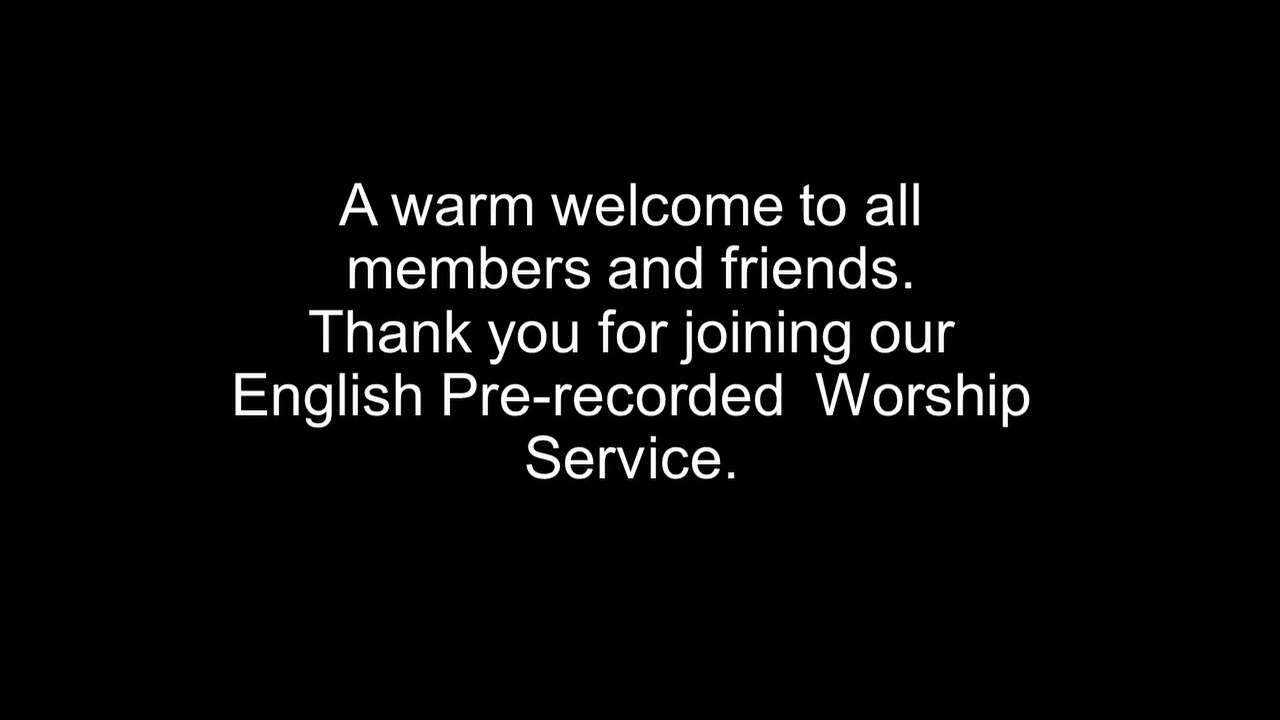 A warm welcome to all
members and friends.
Thank you for joining our
English Pre-recorded  Worship
Service.